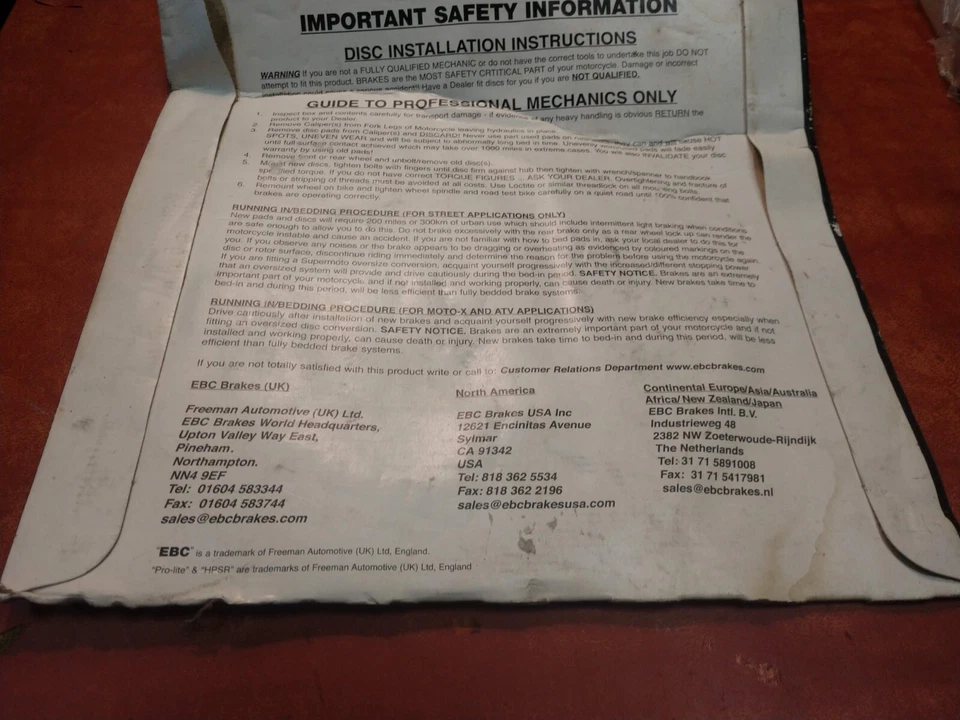 IMPORTANT SAFETY INFORMATION
DISC INSTALLATION INSTRUCTIONS
WARNING If you are not a FULLY QUALIFIED MECHANIC or do not have the correct tools to undertake this job DO NOT
attempt to fit this product. BRAKES are the MOST SAFETY CRTITICAL PART of your motorcycle. Damage or incorrect
Have a Dealer fit discs for you if you are NOT QUALIFIED.
GUIDE TO PROFESSIONAL MECHANICS ONLY
1. Inspect box and contents carefully for transport damage - if evidence of any heavy handling is obvious RETURN the
product to your Dealer.
2. Remove Caliper(s) from Fork Legs of Motorcycle leaving hydraulics in place.
3. Remove disc pads from Caliper(s) and DISCARD! Never use part used pads on new they can and will cause HOT
SPOTS, UNEVEN WEAR and will be subject to abnormally long bed in time. Unevenly pads will fade easily
until full surface contact achieved which may take over 1000 miles in extreme cases. You will also INVALIDATE your disc
warranty by using old pads!
4. Remove front or rear wheel and unbolt/remove old disc(s).
5. Mount new discs, tighten bolts with fingers until disc firm against hub then tighten with wrench/spanner to handbook
specified torque. If you do not have correct TORQUE FIGURES ... ASK YOUR DEALER. Overtightening and fracture of
bolts or stripping of threads must be avoided at all costs. Use Loctite or similar threadlock on all mounting bolts.
6. Remount wheel on bike and tighten wheel spindle and road test bike carefully on a quiet road until 100% confident that
brakes are operating correctly.
RUNNING IN/BEDDING PROCEDURE (FOR STREET APPLICATIONS ONLY)
New pads and discs will require 200 miles or 300km of urban use which should include intermittent light braking when conditions
are safe enough to allow you to do this. Do not brake excessively with the rear brake only as a rear wheel lock up can render the
motorcycle instable and cause an accident. If you are not familiar with how to bed pads in, ask your local dealer to do this for
you. If you observe any noises or the brake appears to be dragging or overheating as evidenced by coloured markings on the
disc or rotor surface, discontinue riding immediately and determine the reason for the problem before using the motorcycle again.
If you are fitting a Supermoto oversize conversion, acquaint yourself progressively with the increased/different stopping power
that an oversized system will provide and drive cautiously during the bed-in period. SAFETY NOTICE. Brakes are an extremely
important part of your motorcycle and if not installed and working properly, can cause death or injury. New brakes take time to
bed-in and during this period, will be less efficient than fully bedded brake systems.
RUNNING IN/BEDDING PROCEDURE (FOR MOTO-X AND ATV APPLICATIONS)
Drive cautiously after installation of new brakes and acquaint yourself progressively with new brake efficiency especially when
fitting an oversized disc conversion. SAFETY NOTICE. Brakes are an extremely important part of your motorcycle and if not
installed and working properly, can cause death or injury. New brakes take time to bed-in and during this period, will be less
efficient than fully bedded brake systems.
If you are not totally satisfied with this product write or call to: Customer Relations Department www.ebcbrakes.com
EBC Brakes (UK)
Freeman Automotive (UK) Ltd.
EBC Brakes World Headquarters,
Upton Valley Way East,
Pineham.
Northampton.
NN4 9EF
Tel: 01604 583344
Fax: 01604 583744
sales@ebcbrakes.com
North America
EBC Brakes USA Inc
12621 Encinitas Avenue
Sylmar
CA 91342
USA
Tel: 818 362 5534
Fax: 818 362 2196
sales@ebcbrakesusa.com
Continental Europe/Asia/Australia
Africa/New Zealand/Japan
EBC Brakes Intl. B.V.
Industrieweg 48
2382 NW Zoeterwoude-Rijndijk
The Netherlands
Tel: 31 71 5891008
Fax: 31 71 5417981
sales@ebcbrakes.nl
"EBC" is a trademark of Freeman Automotive (UK) Ltd, England.
"Pro-lite" & "HPSR" are trademarks of Freeman Automotive (UK) Ltd, England